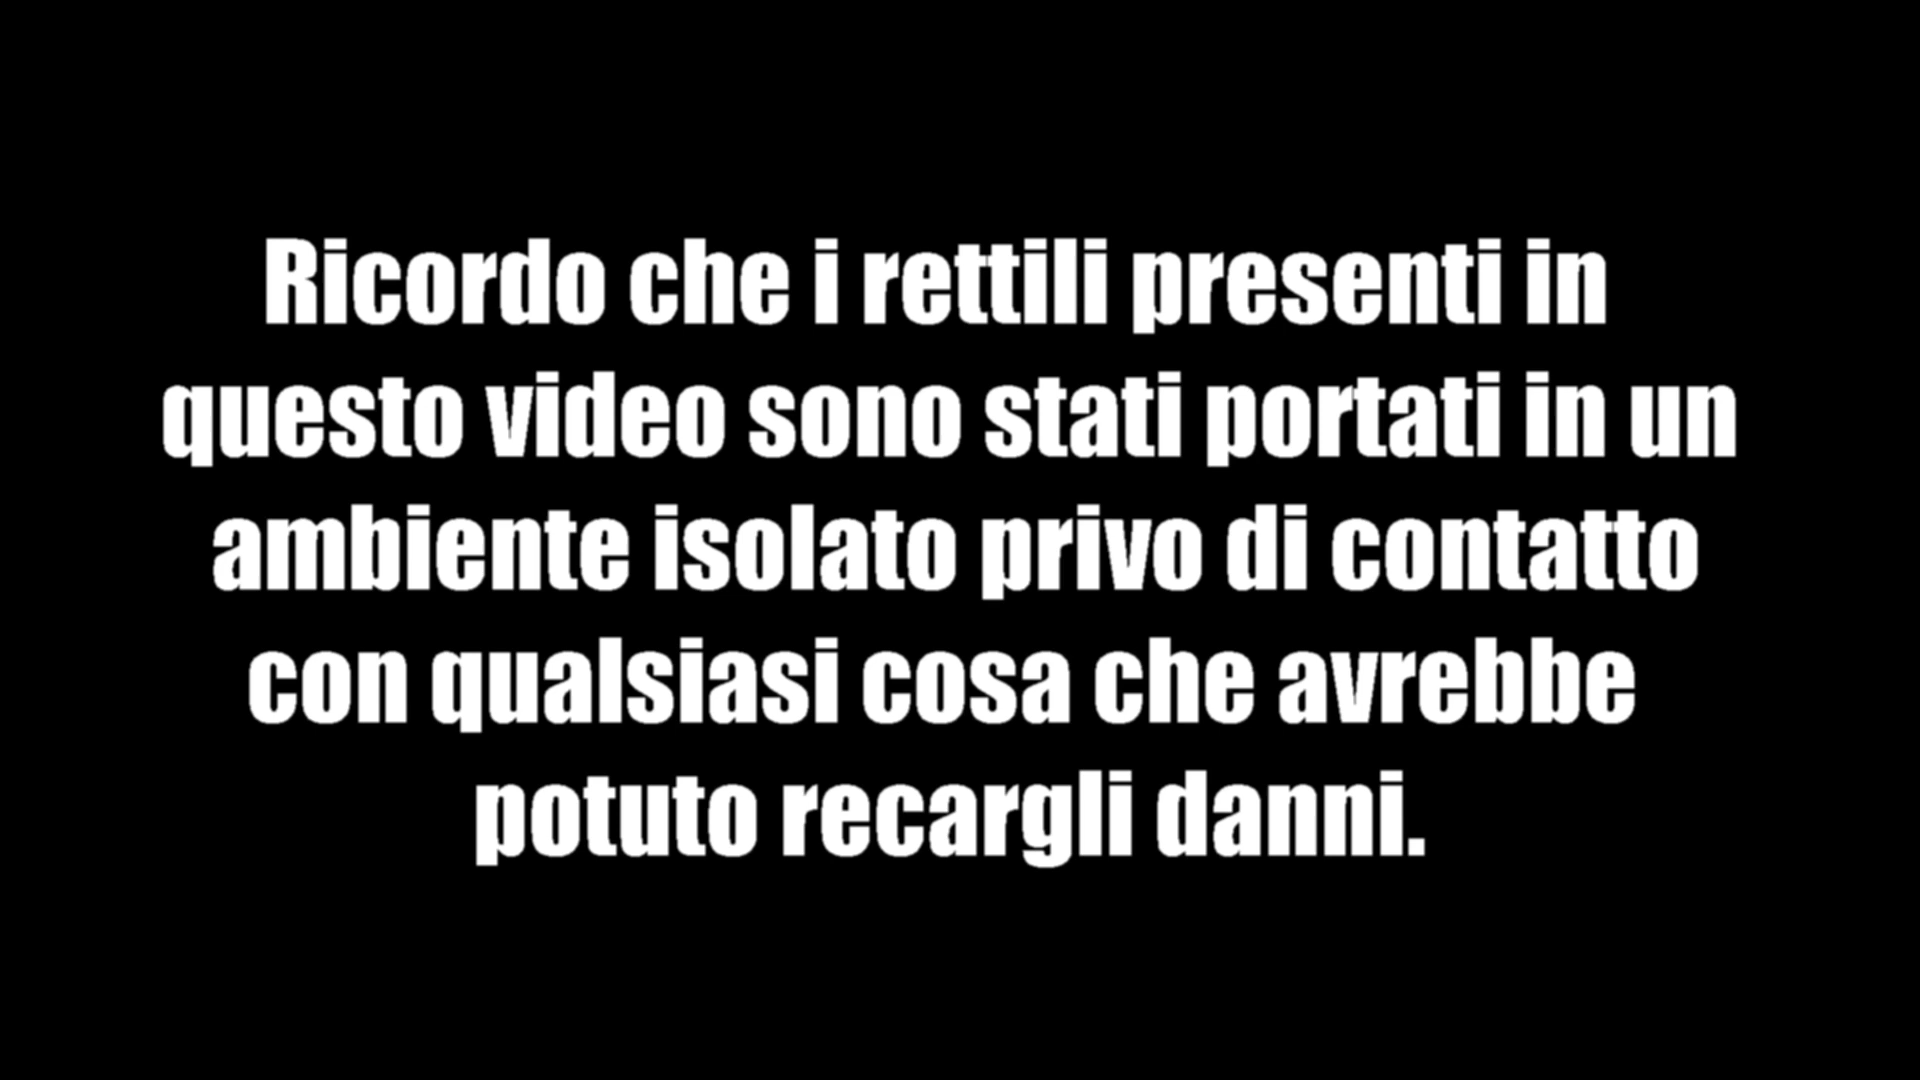 Ricordo che i rettili presenti in
questo video sono stati portati in un
ambiente isolato privo di contatto
con qualsiasi cosa che avrebbe
potuto recargli danni.